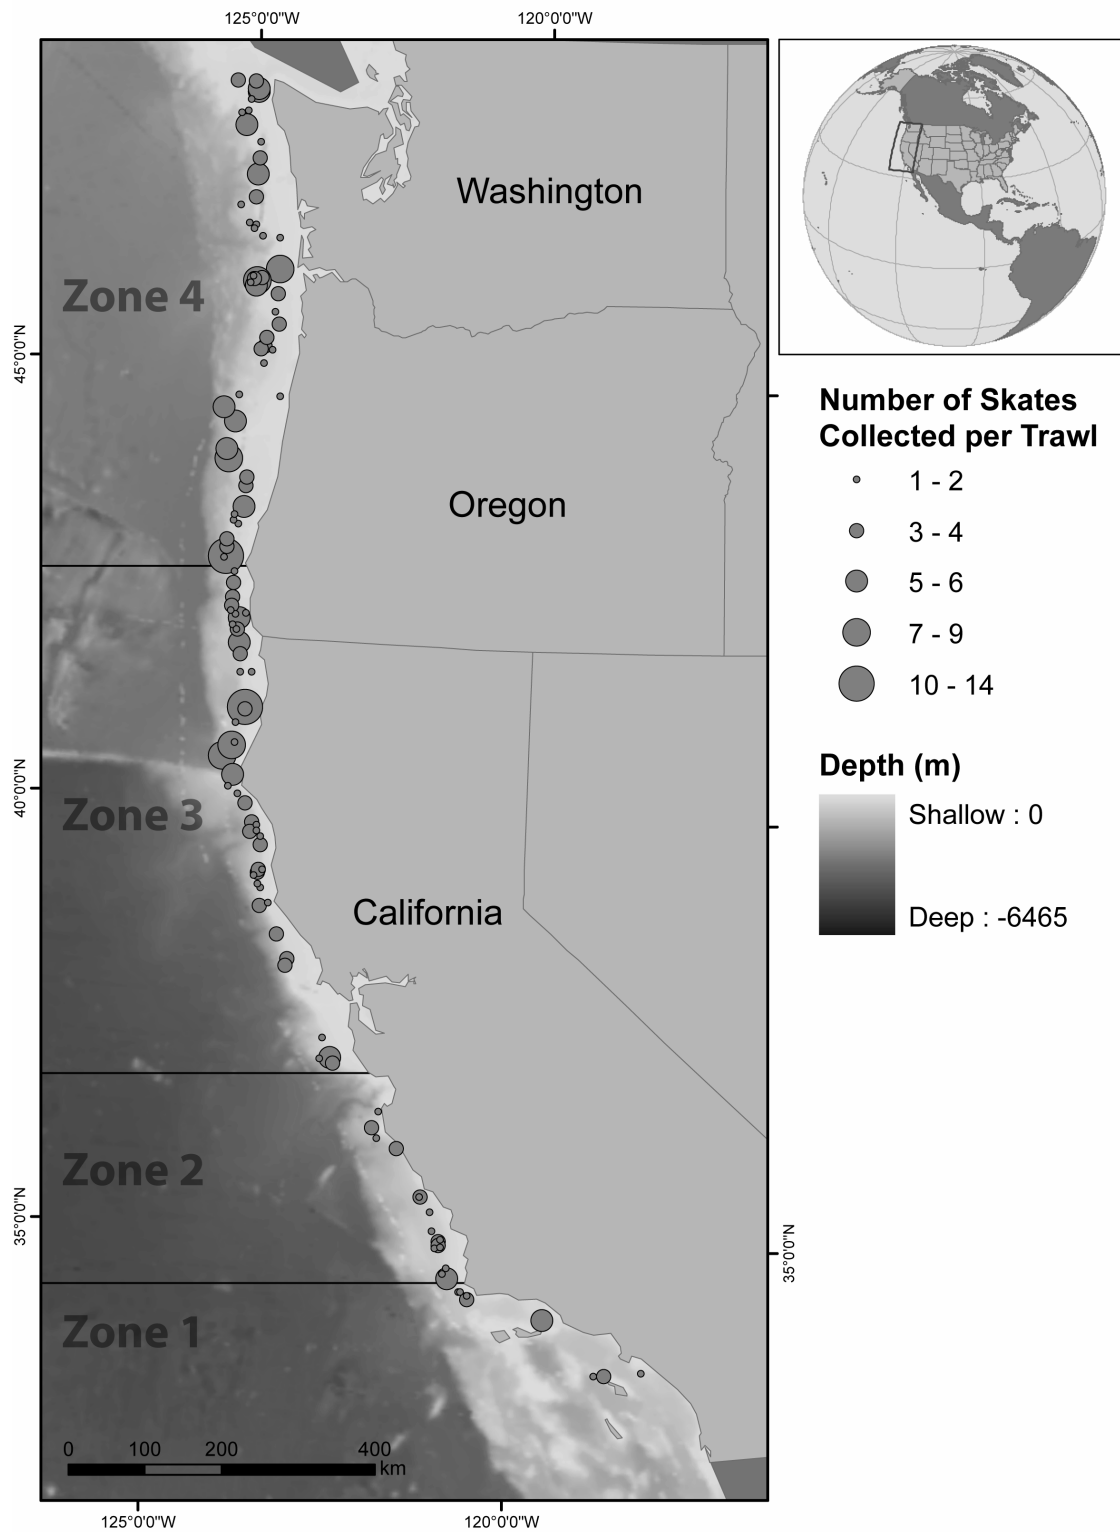 125°0'0"W
120°0'0"W
Washington
Zone 4
45°0'0"N
Number of Skates
Collected per Trawl
1 - 2
Oregon
3 - 4
5 - 6
7 - 9
10 - 14
40°0'0"N
Zone 3
Depth (m)
Shallow : 0
California
Deep : -6465
Zone 2
35°0'0"N
35°0'0"N
Zone 1
0 100 200 400
km
125°0'0"W
120°0'0"W